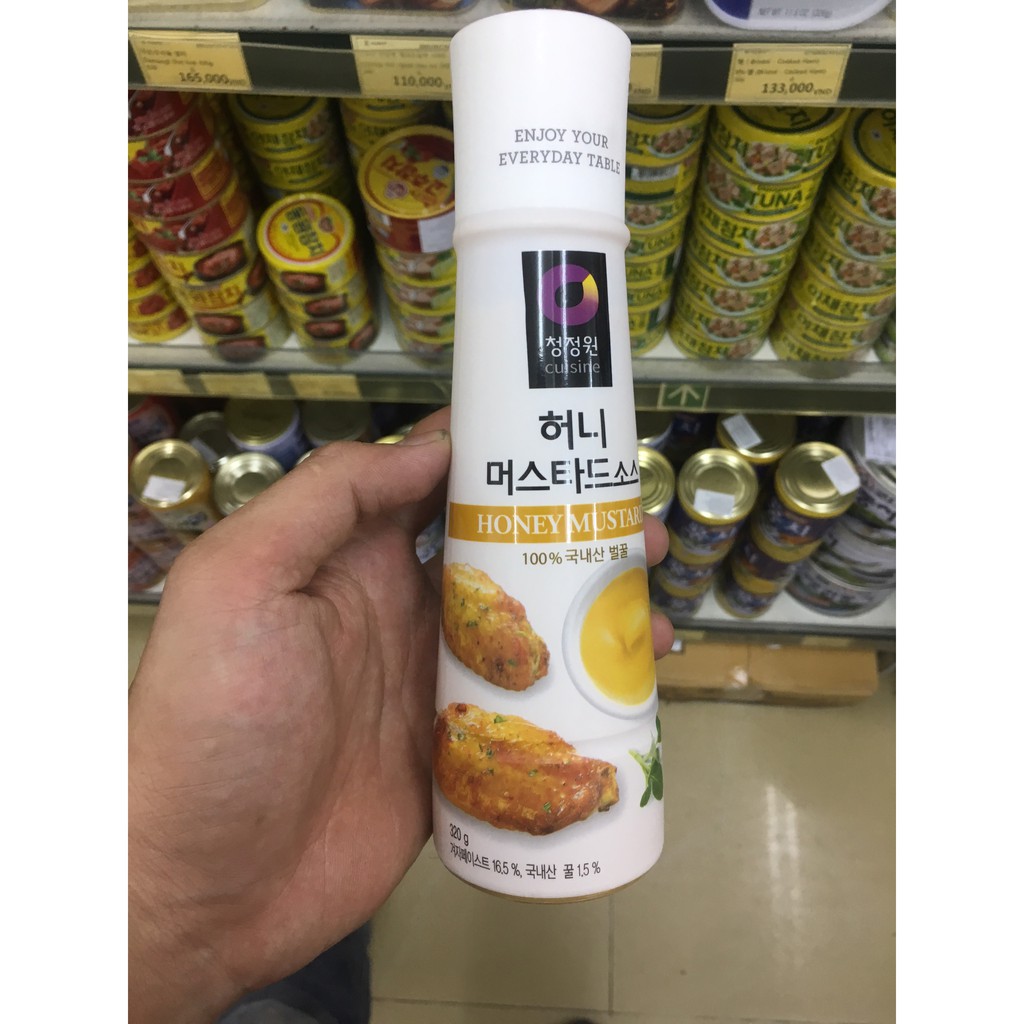 165,000 VND
110,000
133,000 VND
ENJOY YOUR
EVERYDAY TABLE
TUNA
청정원
cuisine
허니
머스타드소스
HONEY MUSTARD
100% 국내산 벌꿀
320 g
겨자페이스트 16.5 %, 국내산 꿀 1.5 %